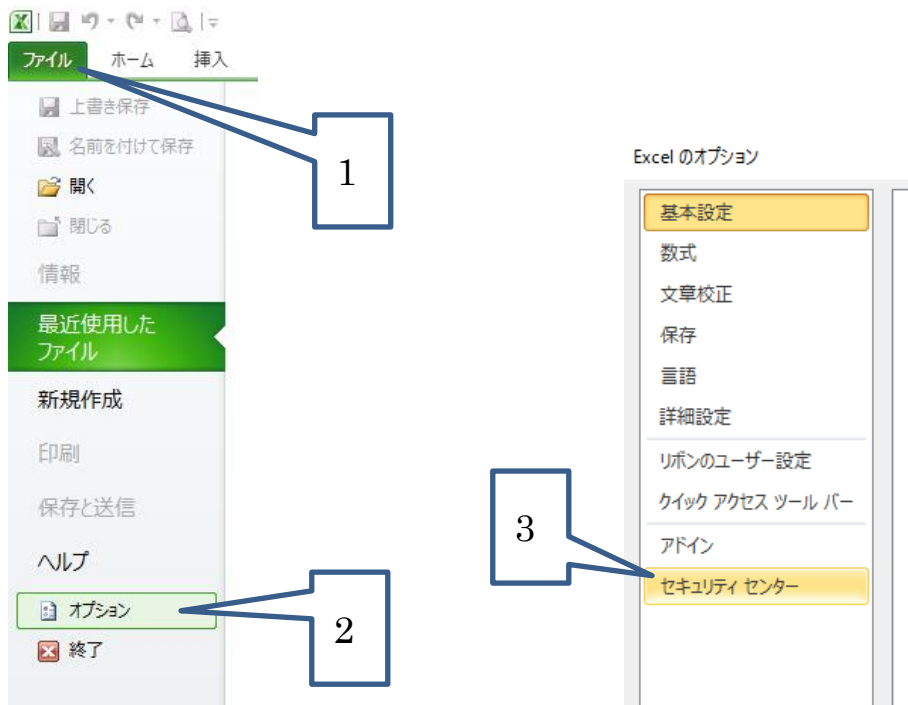 ファイル ホーム 挿入
上書き保存
名前を付けて保存
開く
閉じる
情報
最近使用した
ファイル
新規作成
印刷
保存と送信
ヘルプ
オプション
終了
1
2
Excel のオプション
基本設定
数式
文章校正
保存
言語
詳細設定
リボンのユーザー設定
クイック アクセス ツール バー
アドイン
セキュリティ センター
3